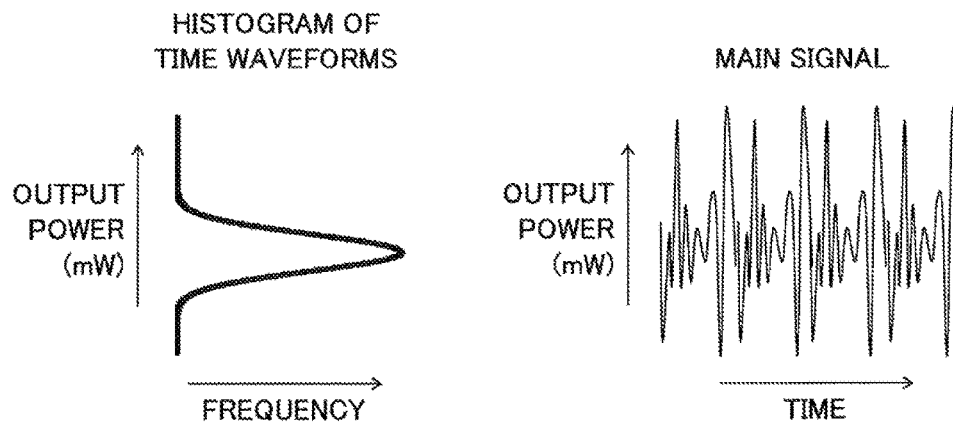 HISTOGRAM OF
TIME WAVEFORMS
OUTPUT
POWER
(mW)
FREQUENCY
MAIN SIGNAL
OUTPUT
POWER
(mW)
TIME